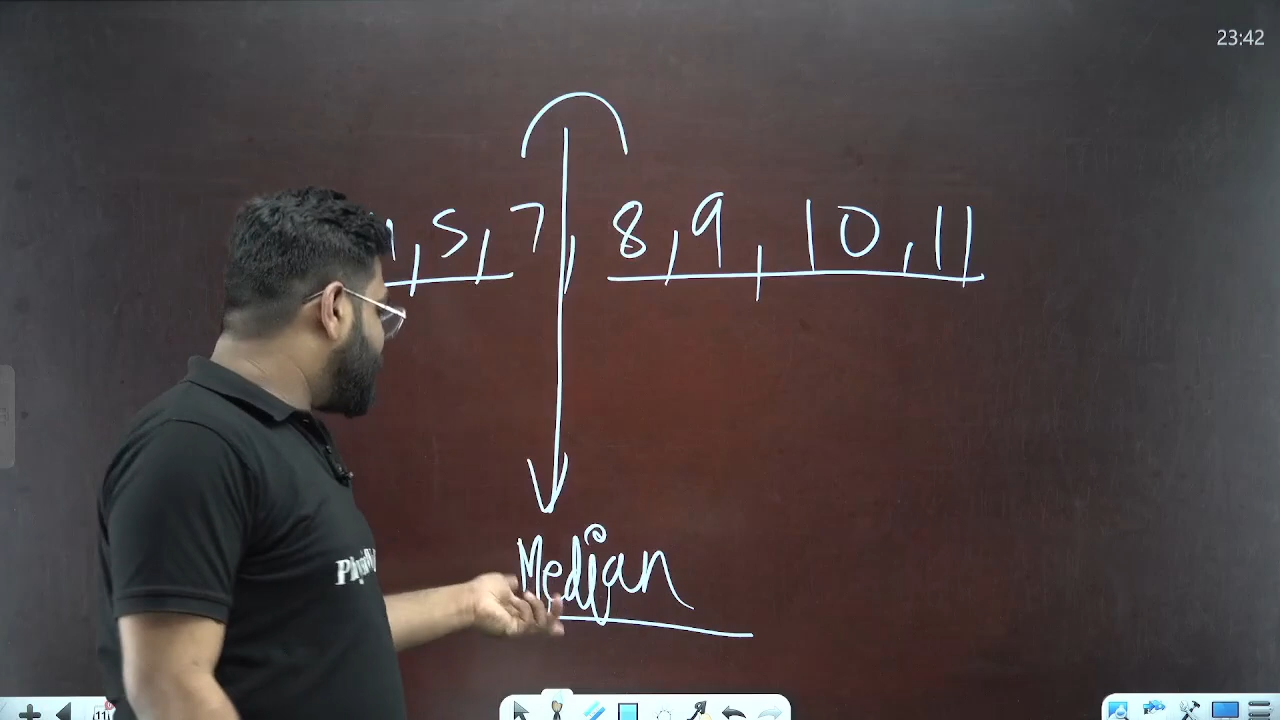 23:42
, 5, 7, 8, 9, 10, 11
Median